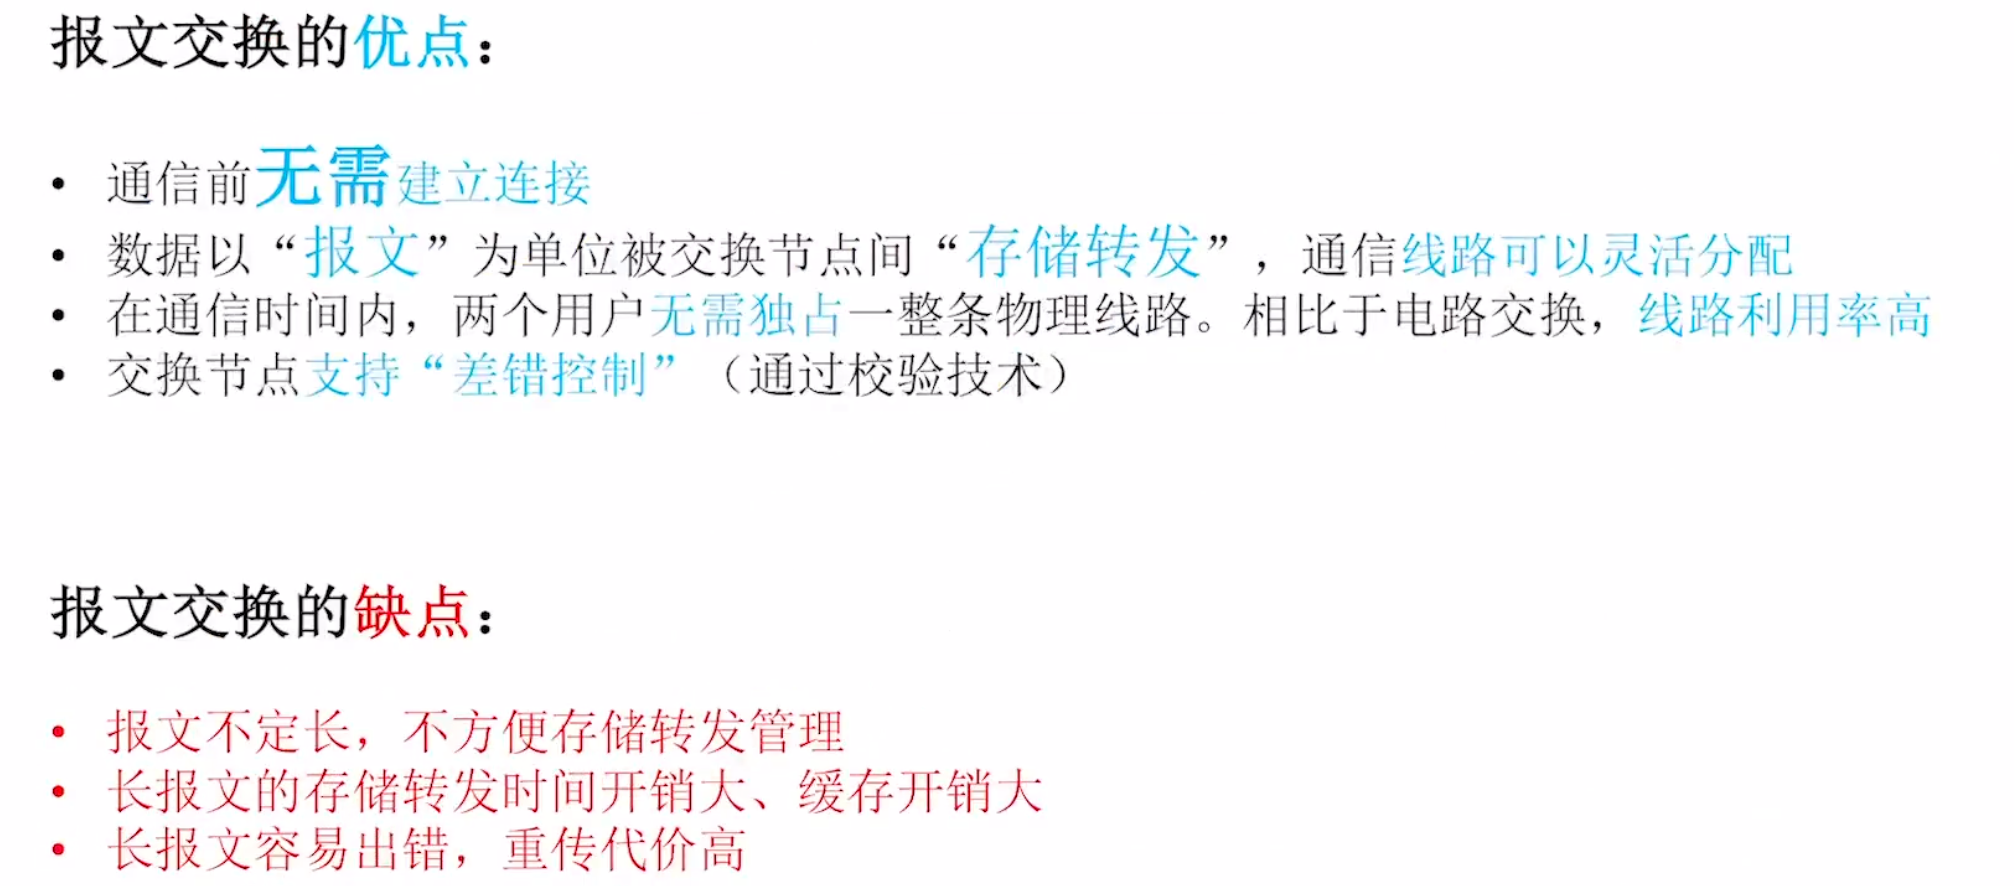 报文交换的优点：
• 通信前无需建立连接
• 数据以“报文”为单位被交换节点间“存储转发”，通信线路可以灵活分配
• 在通信时间内，两个用户无需独占一整条物理线路。相比于电路交换，线路利用率高
• 交换节点支持“差错控制”（通过校验技术）
报文交换的缺点：
• 报文不定长，不方便存储转发管理
• 长报文的存储转发时间开销大、缓存开销大
• 长报文容易出错，重传代价高